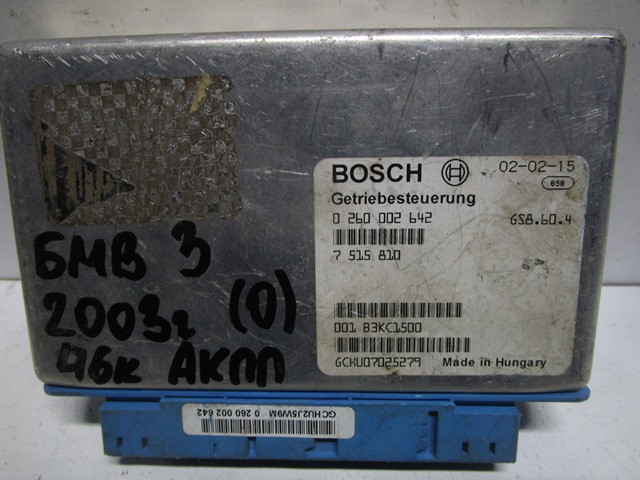 BOSCH 02-02-15
658
Getriebesteuerung
0 260 002 642 GS8.60.4
7 515 810
001 B3KC1500
GCKU07025279 Made in Hungary
БМВ 3
2003г (0)
46к АКПП
GCHU2J5W9M 0 260 002 642